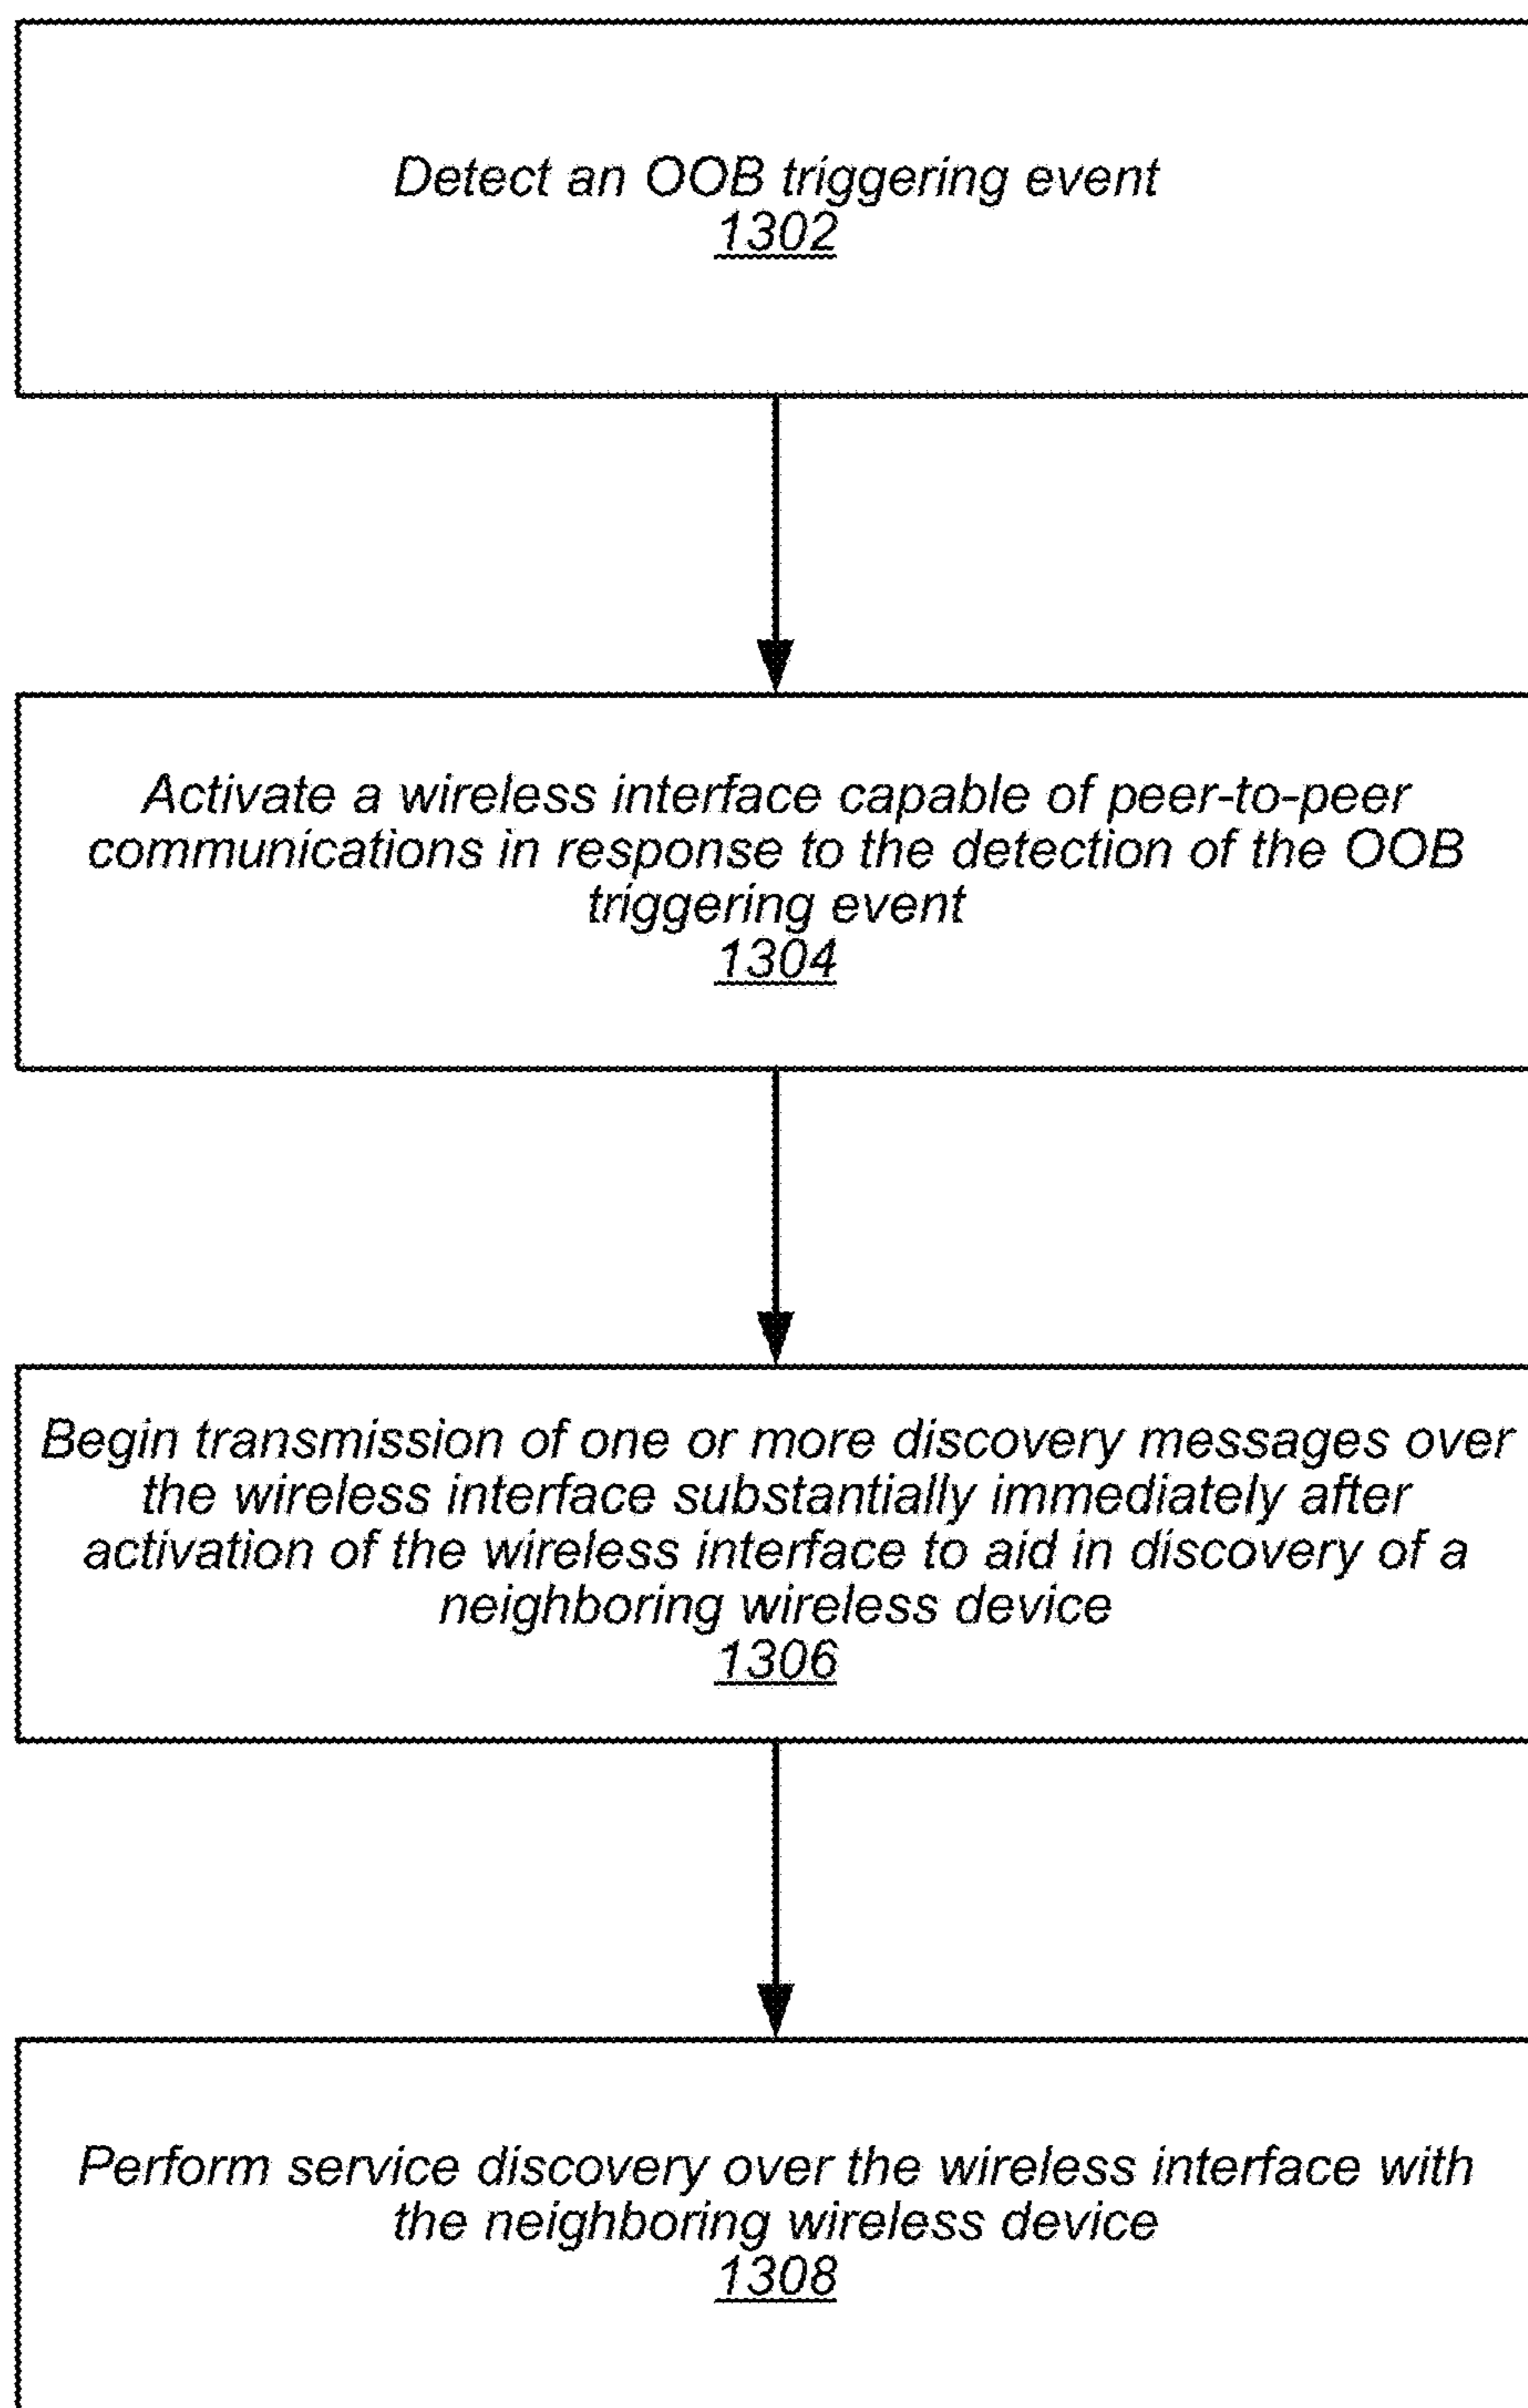 Detect an OOB triggering event
1302
Activate a wireless interface capable of peer-to-peer
communications in response to the detection of the OOB
triggering event
1304
Begin transmission of one or more discovery messages over
the wireless interface substantially immediately after
activation of the wireless interface to aid in discovery of a
neighboring wireless device
1306
Perform service discovery over the wireless interface with
the neighboring wireless device
1308